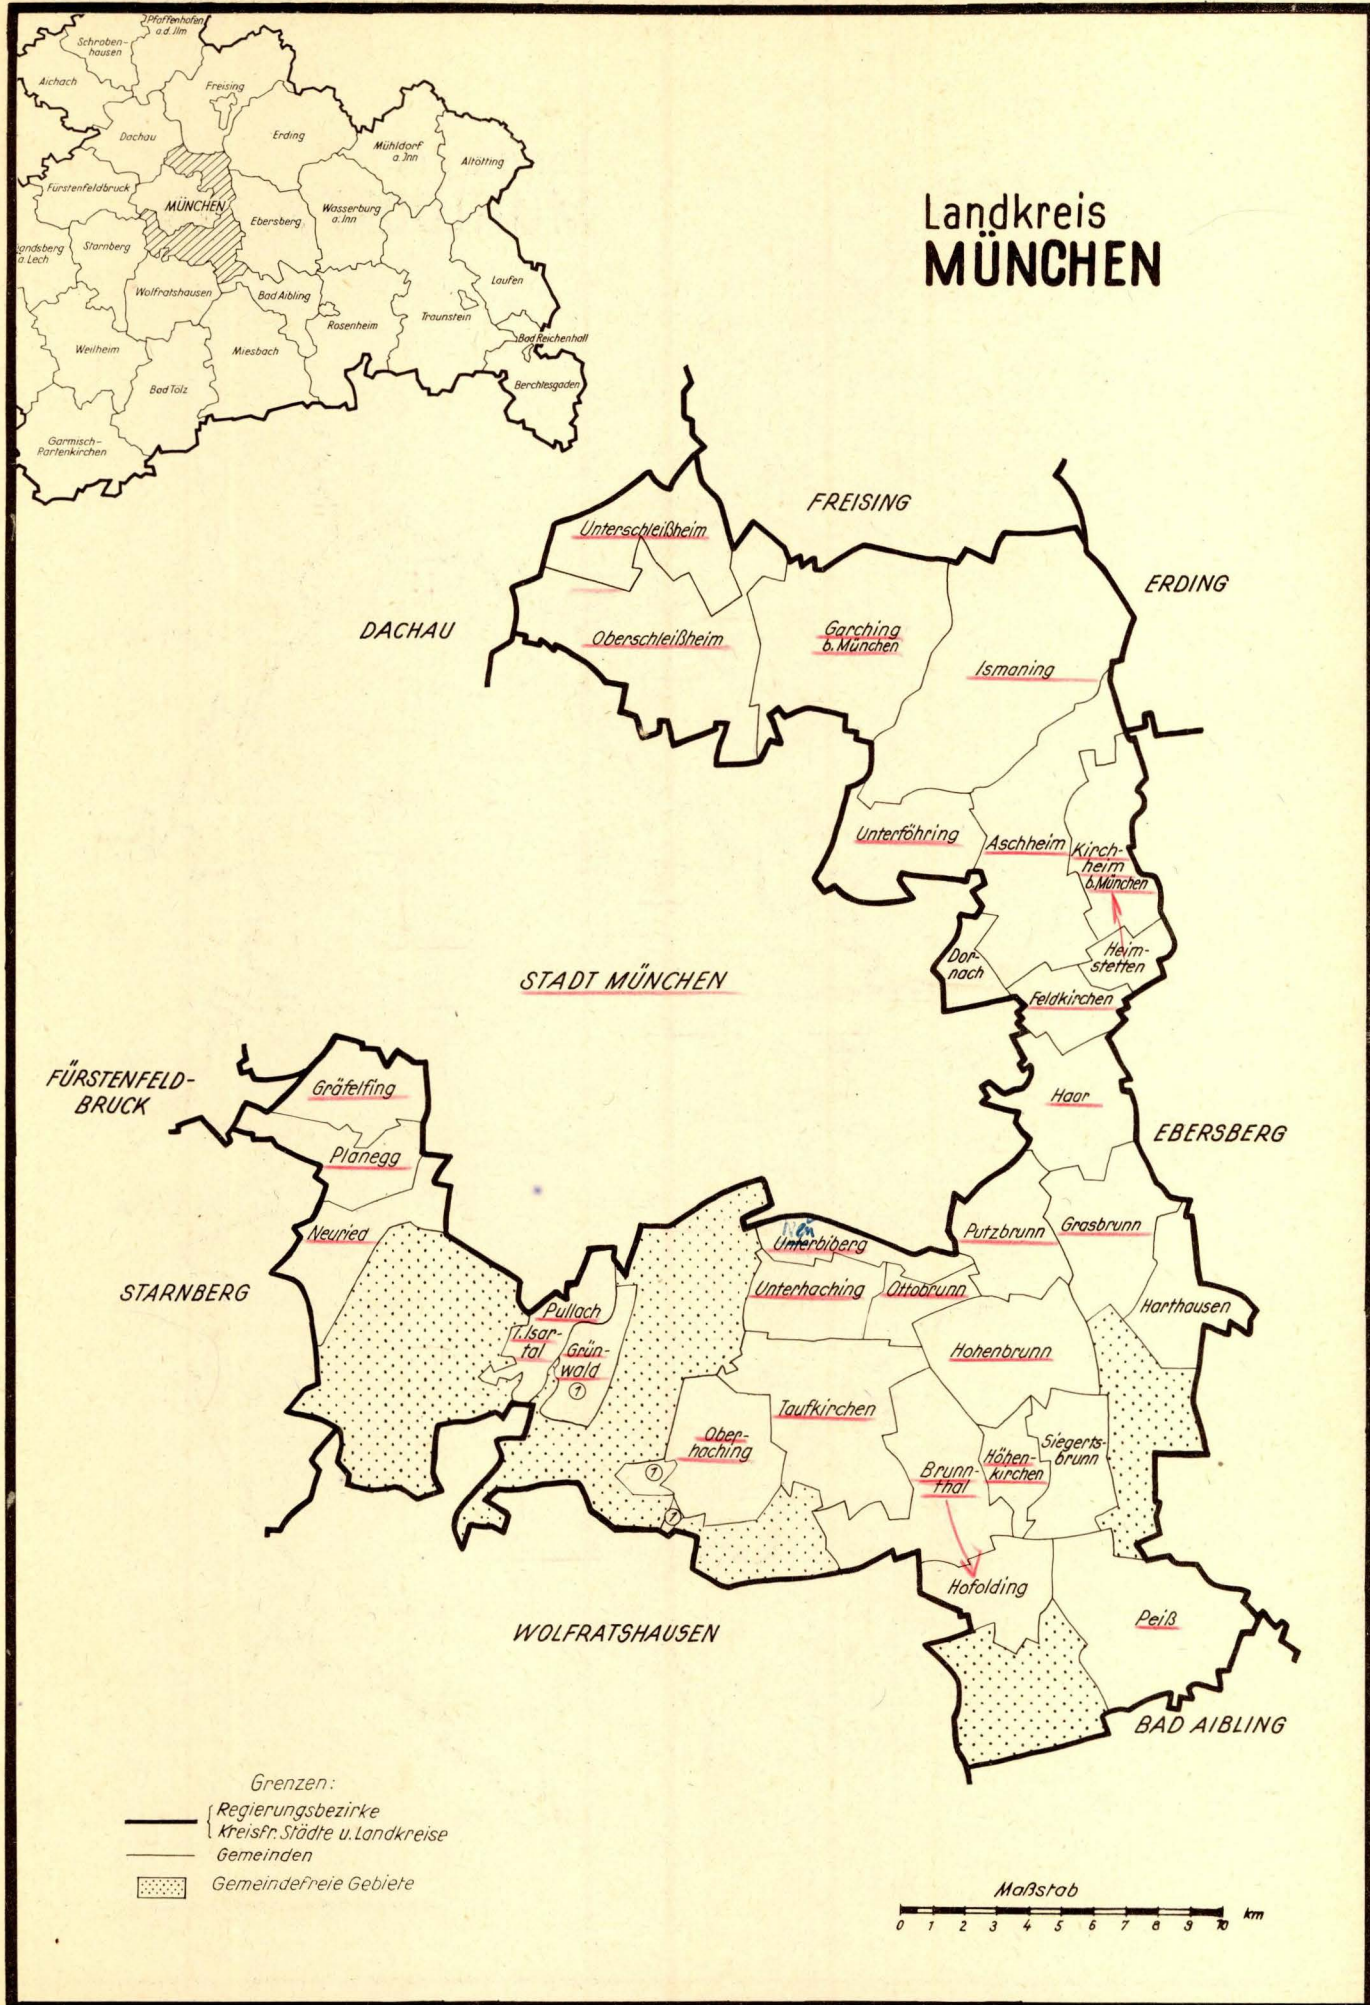 Pfaffenhofen
a.d. Ilm
Schroben-
hausen
Aichach
Freising
Dachau
Erding
Mühldorf
a. Inn
Altötting
Fürstenfeldbruck
MÜNCHEN
Ebersberg
Wasserburg
a. Inn
andsberg
a. Lech
Starnberg
Wolfratshausen
Bad Aibling
Laufen
Rosenheim
Traunstein
Weilheim
Miesbach
Bad Reichenhall
Bad Tölz
Berchtesgaden
Garmisch-
Partenkirchen
Landkreis
MÜNCHEN
FREISING
Unterschleißheim
ERDING
DACHAU
Oberschleißheim
Garching
b. München
Ismaning
Unterföhring
Aschheim
Kirch-
heim
b. München
Dor-
nach
Heim-
stetten
STADT MÜNCHEN
Feldkirchen
FÜRSTENFELD-
BRUCK
Gräfelfing
Haar
EBERSBERG
Planegg
Neuried
Neu
Unterbiberg
Putzbrunn
Grasbrunn
STARNBERG
Unterhaching
Ottobrunn
Harthausen
Pullach
i. Isar-
tal
Grün-
wald
1
Hohenbrunn
Taufkirchen
Ober-
haching
1
Brunn-
thal
Höhen-
kirchen
Siegerts-
brunn
1
Hofolding
Peiß
WOLFRATSHAUSEN
BAD AIBLING
Grenzen:
Regierungsbezirke
Kreisfr. Städte u. Landkreise
Gemeinden
Gemeindefreie Gebiete
Maßstab
0 1 2 3 4 5 6 7 8 9 10 km